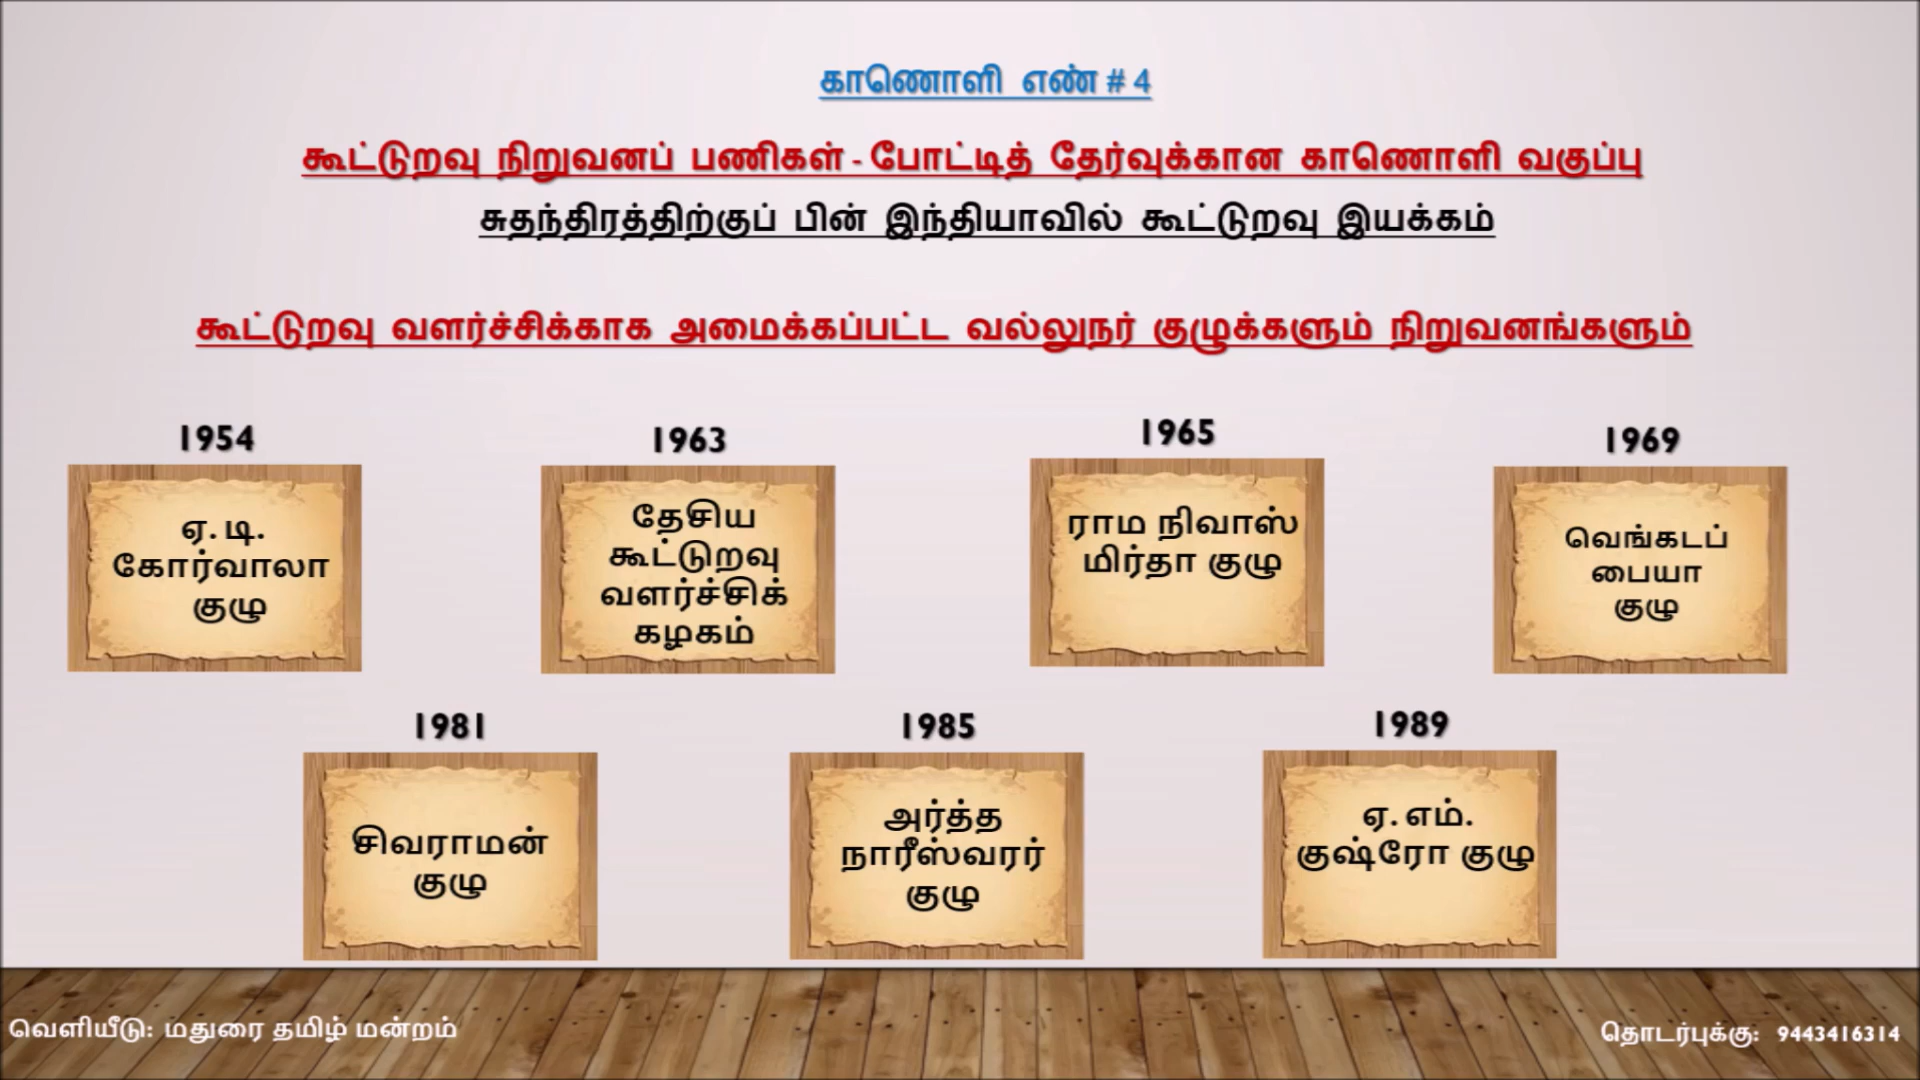 காணொளி எண் # 4
கூட்டுறவு நிறுவனப் பணிகள் - போட்டித் தேர்வுக்கான காணொளி வகுப்பு
சுதந்திரத்திற்குப் பின் இந்தியாவில் கூட்டுறவு இயக்கம்
கூட்டுறவு வளர்ச்சிக்காக அமைக்கப்பட்ட வல்லுநர் குழுக்களும் நிறுவனங்களும்
1954
ஏ. டி.
கோர்வாலா
குழு
1963
தேசிய
கூட்டுறவு
வளர்ச்சிக்
கழகம்
1965
ராம நிவாஸ்
மிர்தா குழு
1969
வெங்கடப்
பையா
குழு
1981
சிவராமன்
குழு
1985
அர்த்த
நாரீஸ்வரர்
குழு
1989
ஏ. எம்.
குஷ்ரோ குழு
வெளியீடு: மதுரை தமிழ் மன்றம்
தொடர்புக்கு: 9443416314